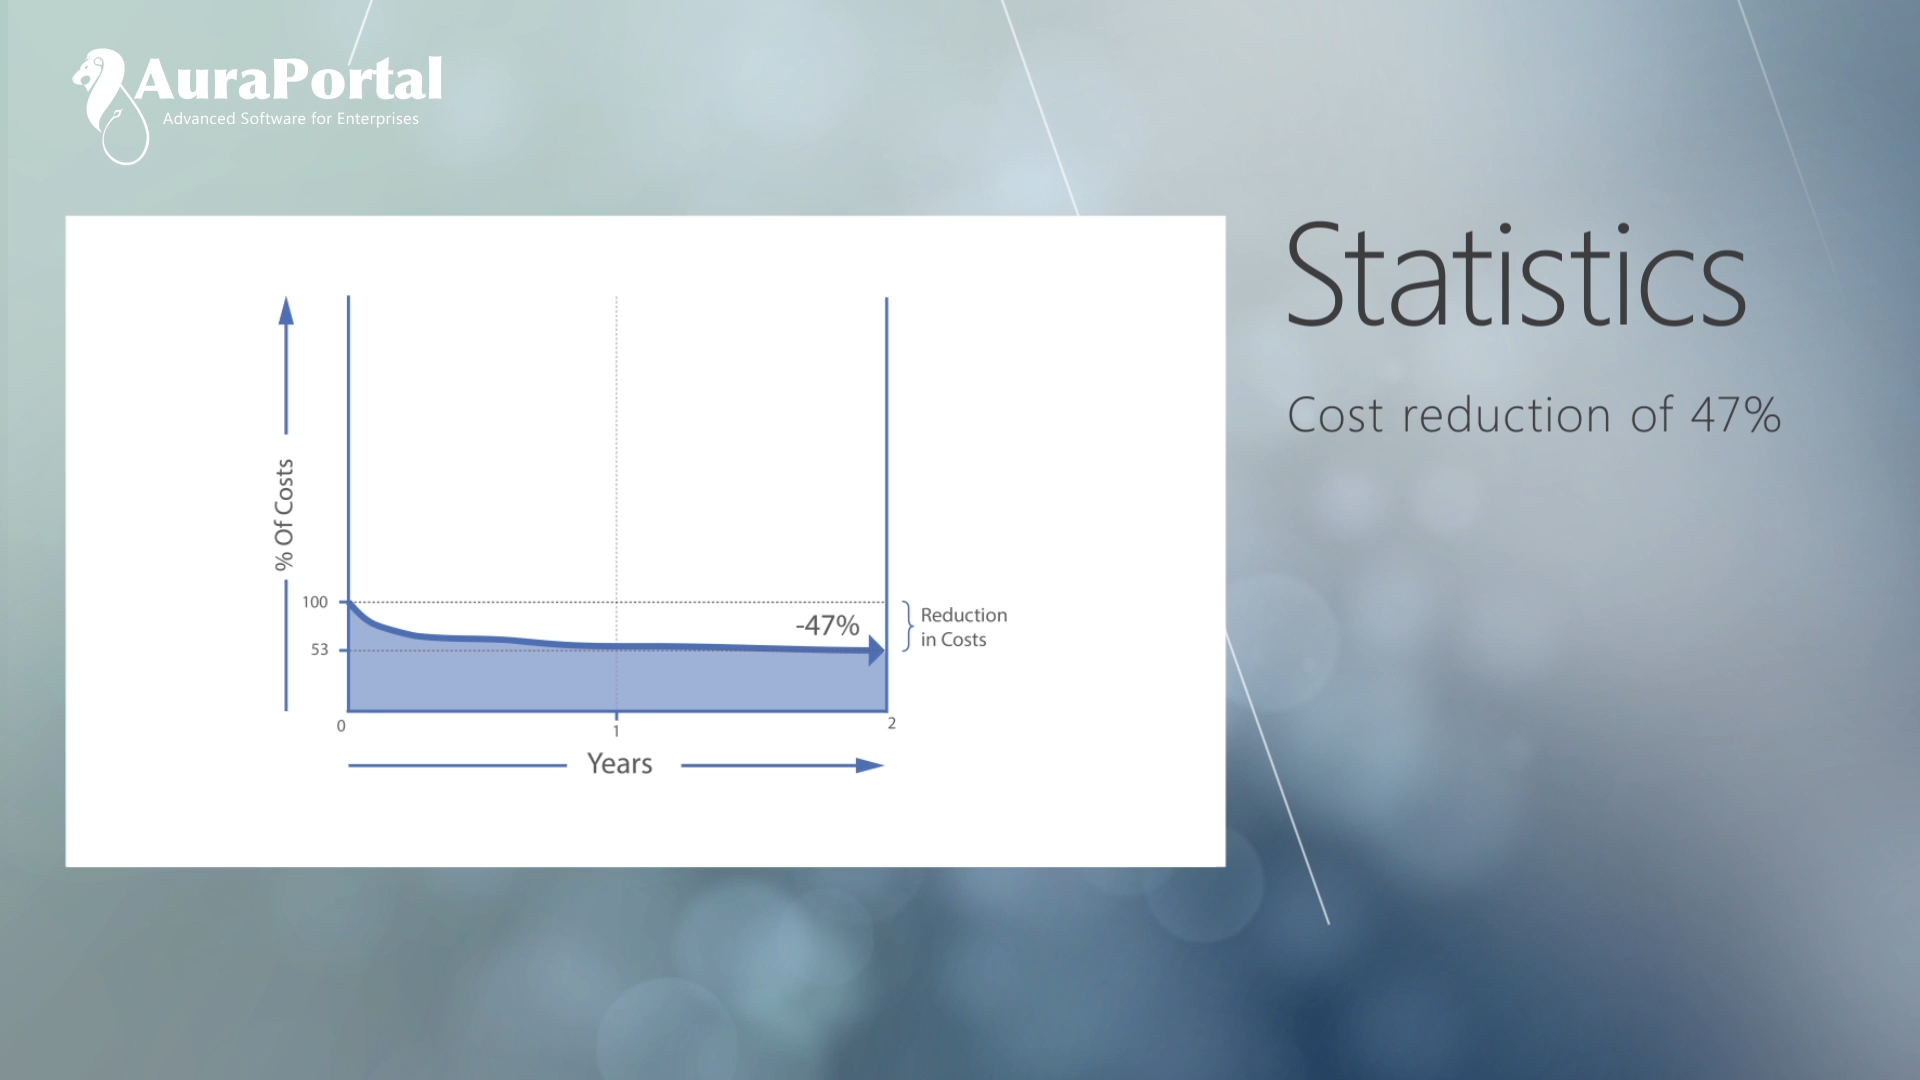 AuraPortal
Advanced Software for Enterprises
Statistics
Cost reduction of 47%
% Of Costs
100
53
-47%
Reduction
in Costs
0
1
2
Years